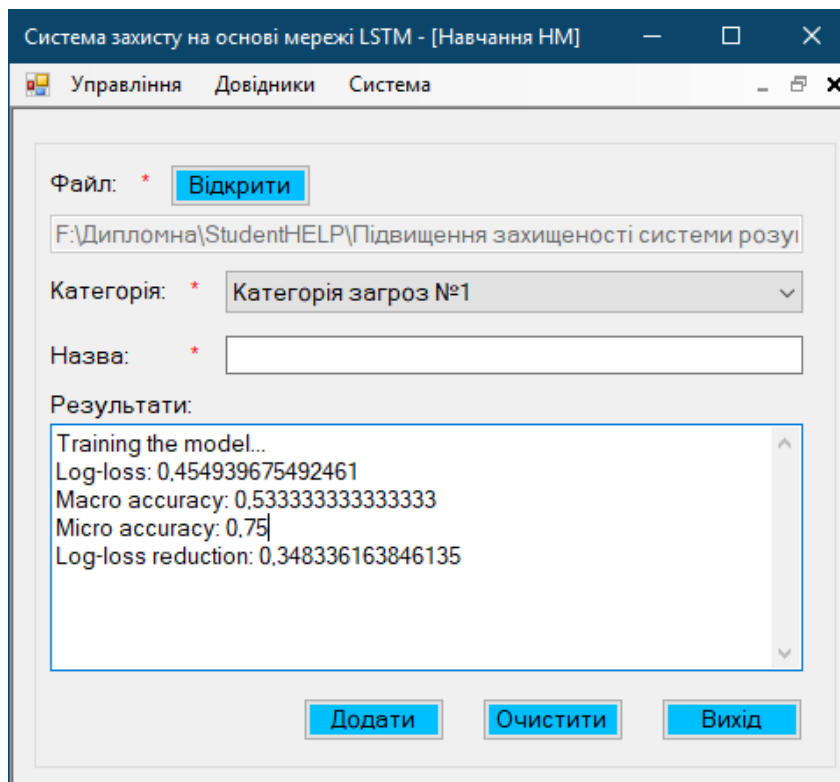 Система захисту на основі мережі LSTM - [Навчання НМ]
Управління Довідники Система
Файл: * Відкрити
F:\Дипломна\StudentHELP\Підвищення захищеності системи розу
Категорія: * Категорія загроз №1
Назва: *
Результати:
Training the model...
Log-loss: 0,454939675492461
Macro accuracy: 0,533333333333333
Micro accuracy: 0,75
Log-loss reduction: 0,348336163846135
Додати Очистити Вихід